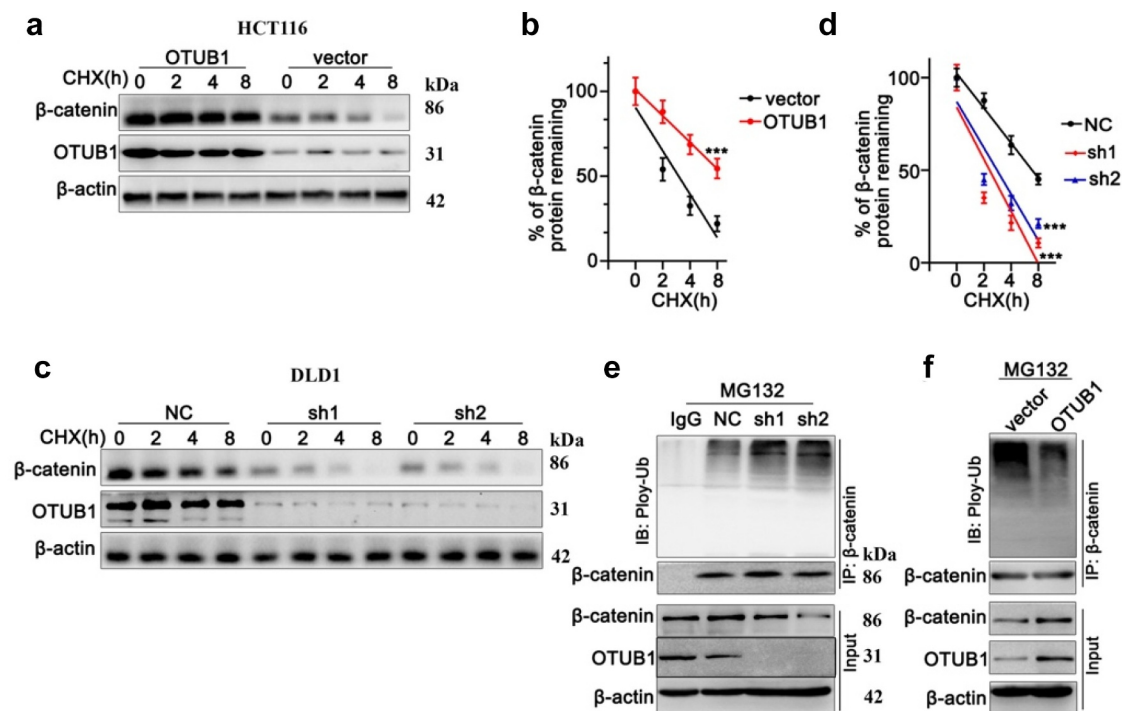 a
HCT116
OTUB1 vector
CHX(h) 0 2 4 8 0 2 4 8 kDa
β-catenin 86
OTUB1 31
β-actin 42
b
% of β-catenin
protein remaining
100
50
0
vector
OTUB1
***
0 2 4 8
CHX(h)
d
% of β-catenin
protein remaining
100
50
0
NC
sh1
sh2
***
***
0 2 4 8
CHX(h)
c
DLD1
NC sh1 sh2
CHX(h) 0 2 4 8 0 2 4 8 0 2 4 8 kDa
β-catenin 86
OTUB1 31
β-actin 42
e
MG132
IgG NC sh1 sh2
IB: Ploy-Ub
IP: β-catenin
kDa
β-catenin 86
β-catenin 86
OTUB1 31
β-actin 42
Input
f
MG132
vector OTUB1
IB: Ploy-Ub
IP: β-catenin
β-catenin
β-catenin
OTUB1
β-actin
Input